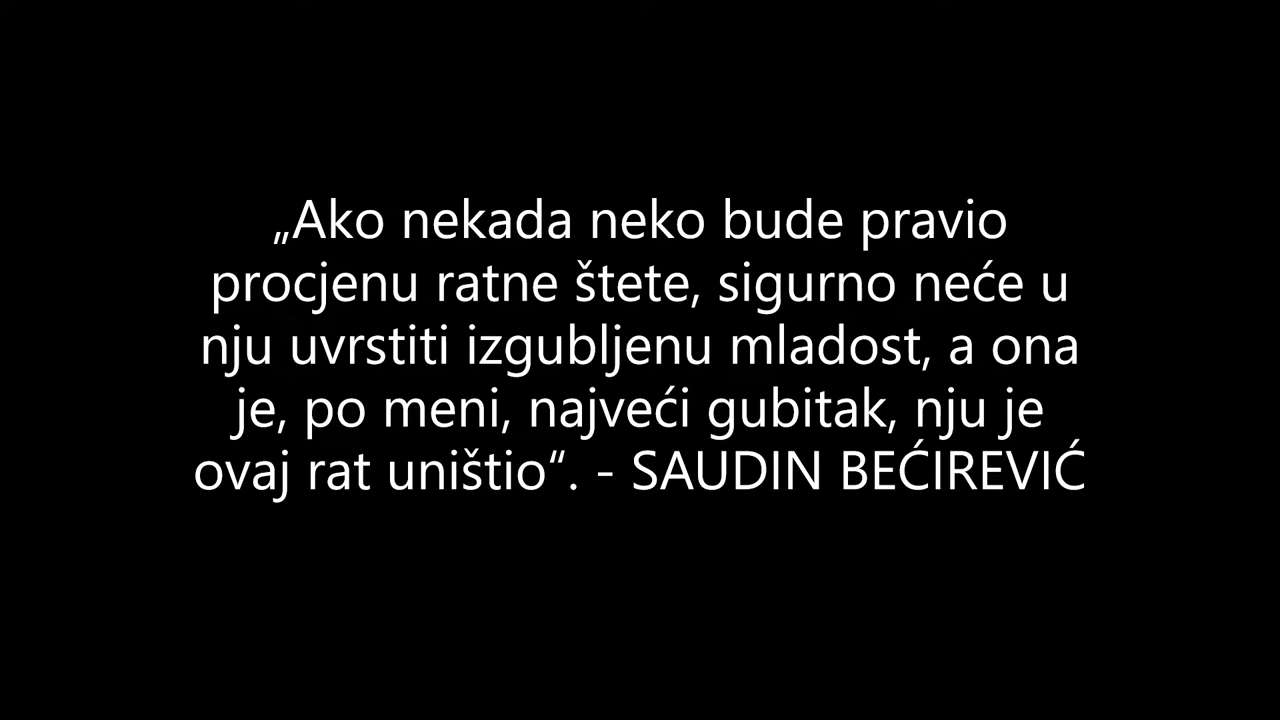 „Ako nekada neko bude pravio
procjenu ratne štete, sigurno neće u
nju uvrstiti izgubljenu mladost, a ona
je, po meni, najveći gubitak, nju je
ovaj rat uništio“. - SAUDIN BEĆIREVIĆ